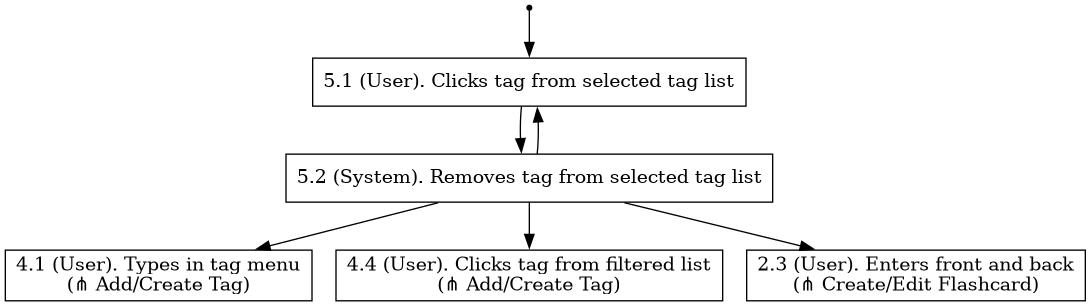 5.1 (User). Clicks tag from selected tag list
5.2 (System). Removes tag from selected tag list
4.1 (User). Types in tag menu
(⋔ Add/Create Tag)
4.4 (User). Clicks tag from filtered list
(⋔ Add/Create Tag)
2.3 (User). Enters front and back
(⋔ Create/Edit Flashcard)